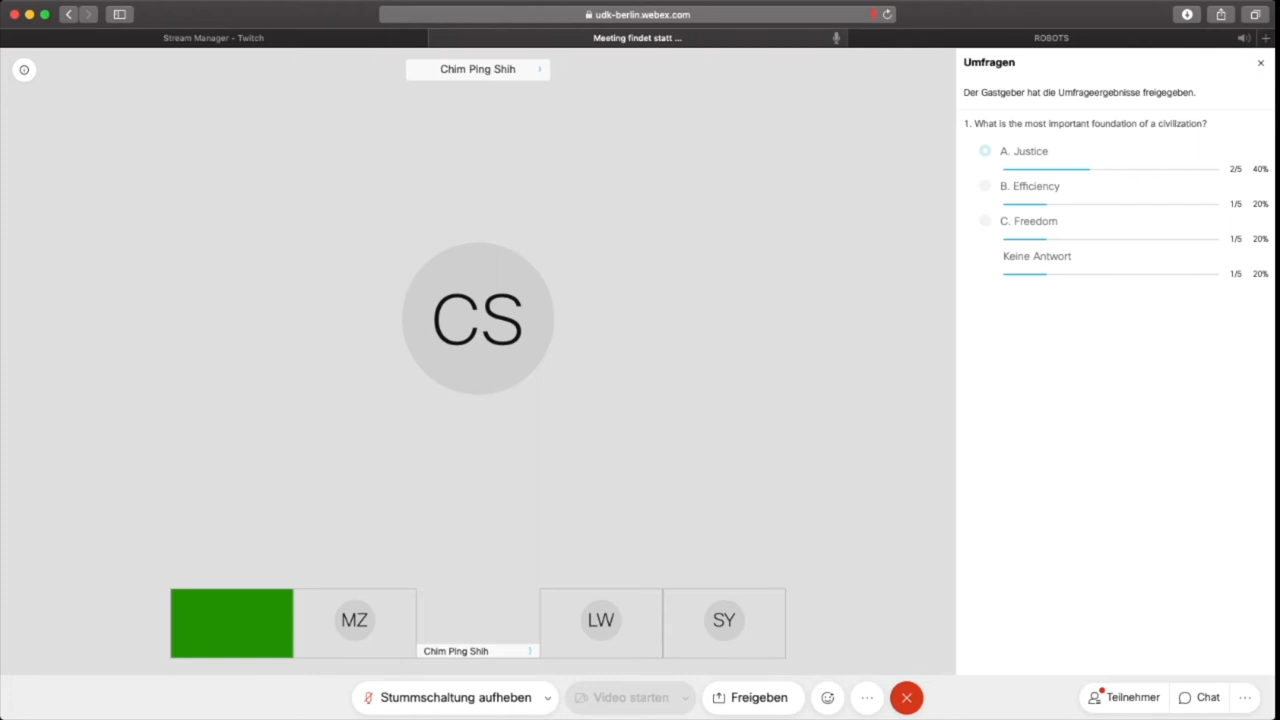 udk-berlin.webex.com
Stream Manager - Twitch
Meeting findet statt ...
ROBOTS
Chim Ping Shih
Umfragen
Der Gastgeber hat die Umfrageergebnisse freigegeben.
1. What is the most important foundation of a civilization?
A. Justice
2/5 40%
B. Efficiency
1/5 20%
C. Freedom
1/5 20%
Keine Antwort
1/5 20%
CS
MZ
Chim Ping Shih
LW
SY
Stummschaltung aufheben
Video starten
Freigeben
Teilnehmer
Chat